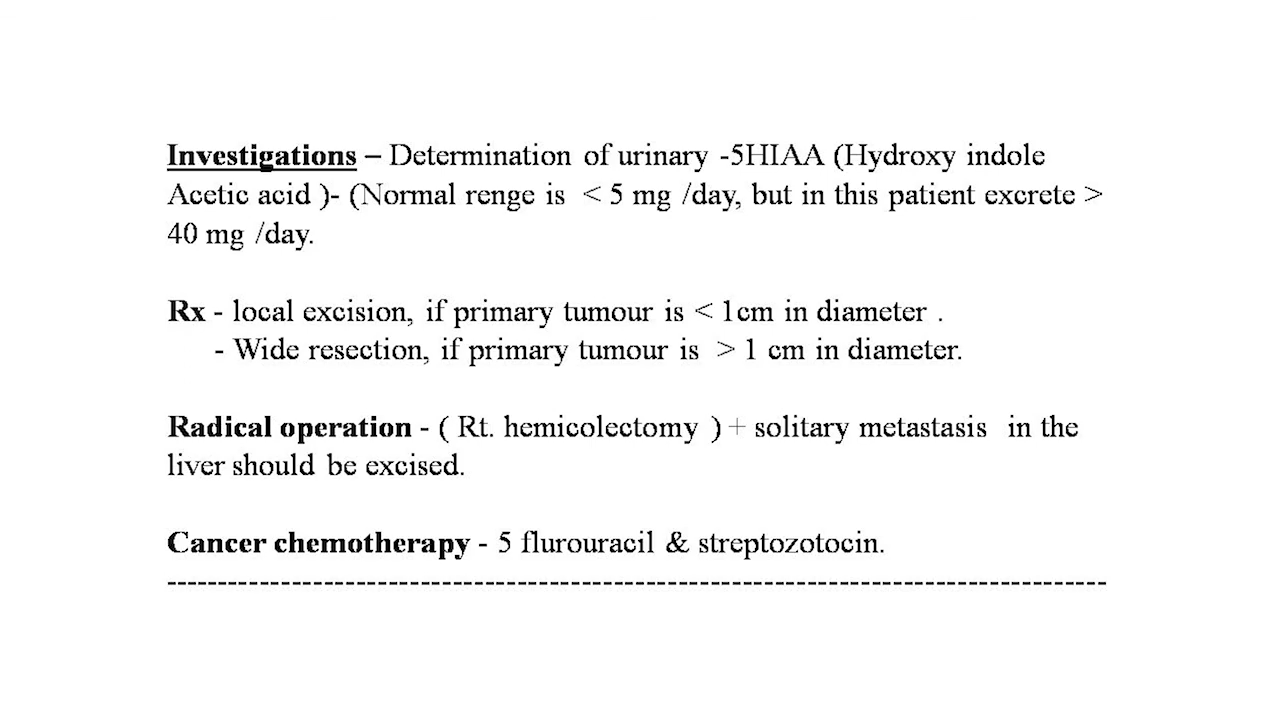 Investigations – Determination of urinary -5HIAA (Hydroxy indole
Acetic acid )- (Normal renge is < 5 mg /day, but in this patient excrete >
40 mg /day.
Rx - local excision, if primary tumour is < 1cm in diameter .
- Wide resection, if primary tumour is > 1 cm in diameter.
Radical operation - ( Rt. hemicolectomy ) + solitary metastasis in the
liver should be excised.
Cancer chemotherapy - 5 flurouracil & streptozotocin.
--------------------------------------------------------------------------------------------